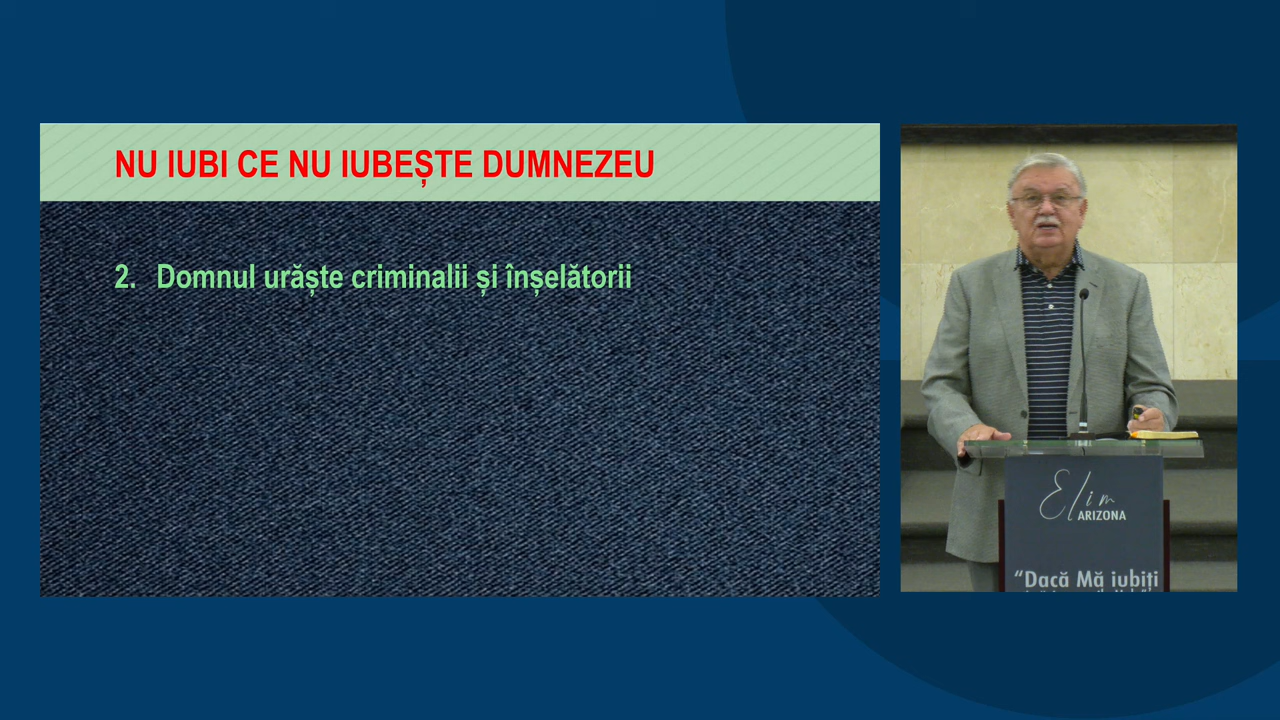 NU IUBI CE NU IUBEȘTE DUMNEZEU
2. Domnul urăște criminalii și înșelătorii
Elim
ARIZONA
“Dacă Mă iubiți